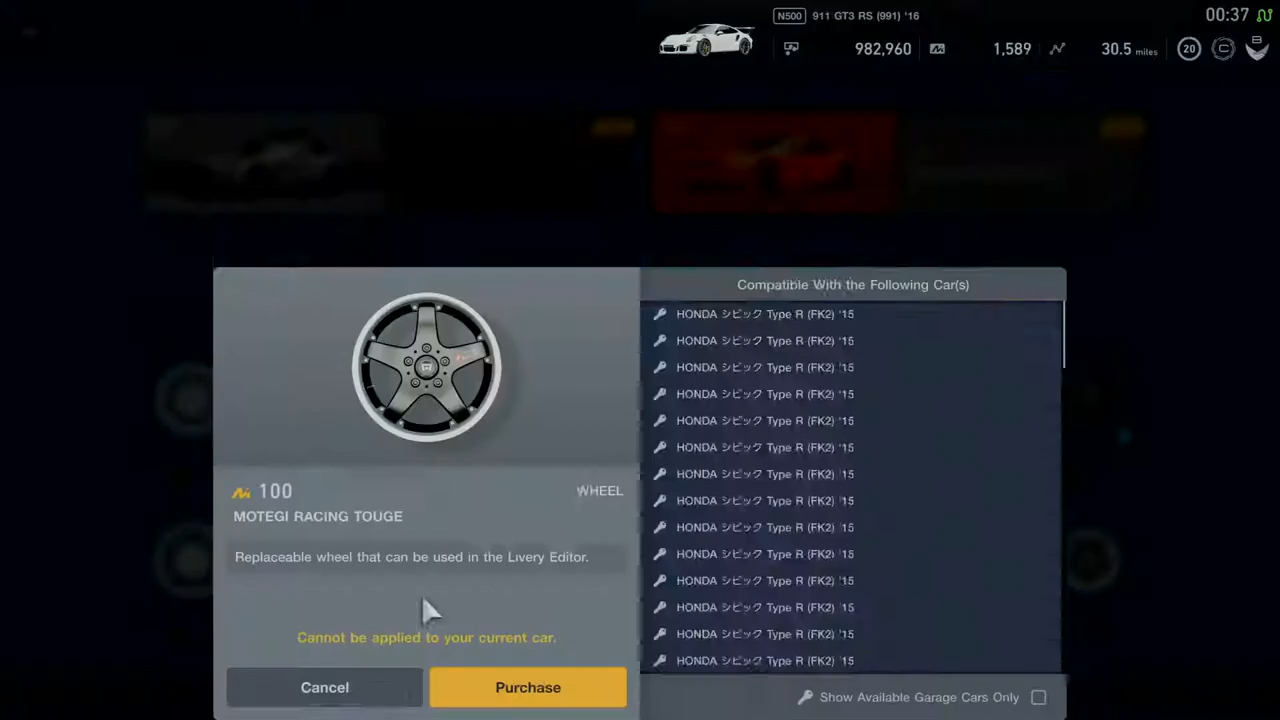 N500 911 GT3 RS (991) '16
00:37
982,960
1,589
30.5 miles
20
C
B
Compatible With the Following Car(s)
HONDA シビック Type R (FK2) '15
HONDA シビック Type R (FK2) '15
HONDA シビック Type R (FK2) '15
HONDA シビック Type R (FK2) '15
HONDA シビック Type R (FK2) '15
HONDA シビック Type R (FK2) '15
HONDA シビック Type R (FK2) '15
HONDA シビック Type R (FK2) '15
HONDA シビック Type R (FK2) '15
HONDA シビック Type R (FK2) '15
HONDA シビック Type R (FK2) '15
HONDA シビック Type R (FK2) '15
HONDA シビック Type R (FK2) '15
HONDA シビック Type R (FK2) '15
100
WHEEL
MOTEGI RACING TOUGE
Replaceable wheel that can be used in the Livery Editor.
Cannot be applied to your current car.
Cancel
Purchase
Show Available Garage Cars Only